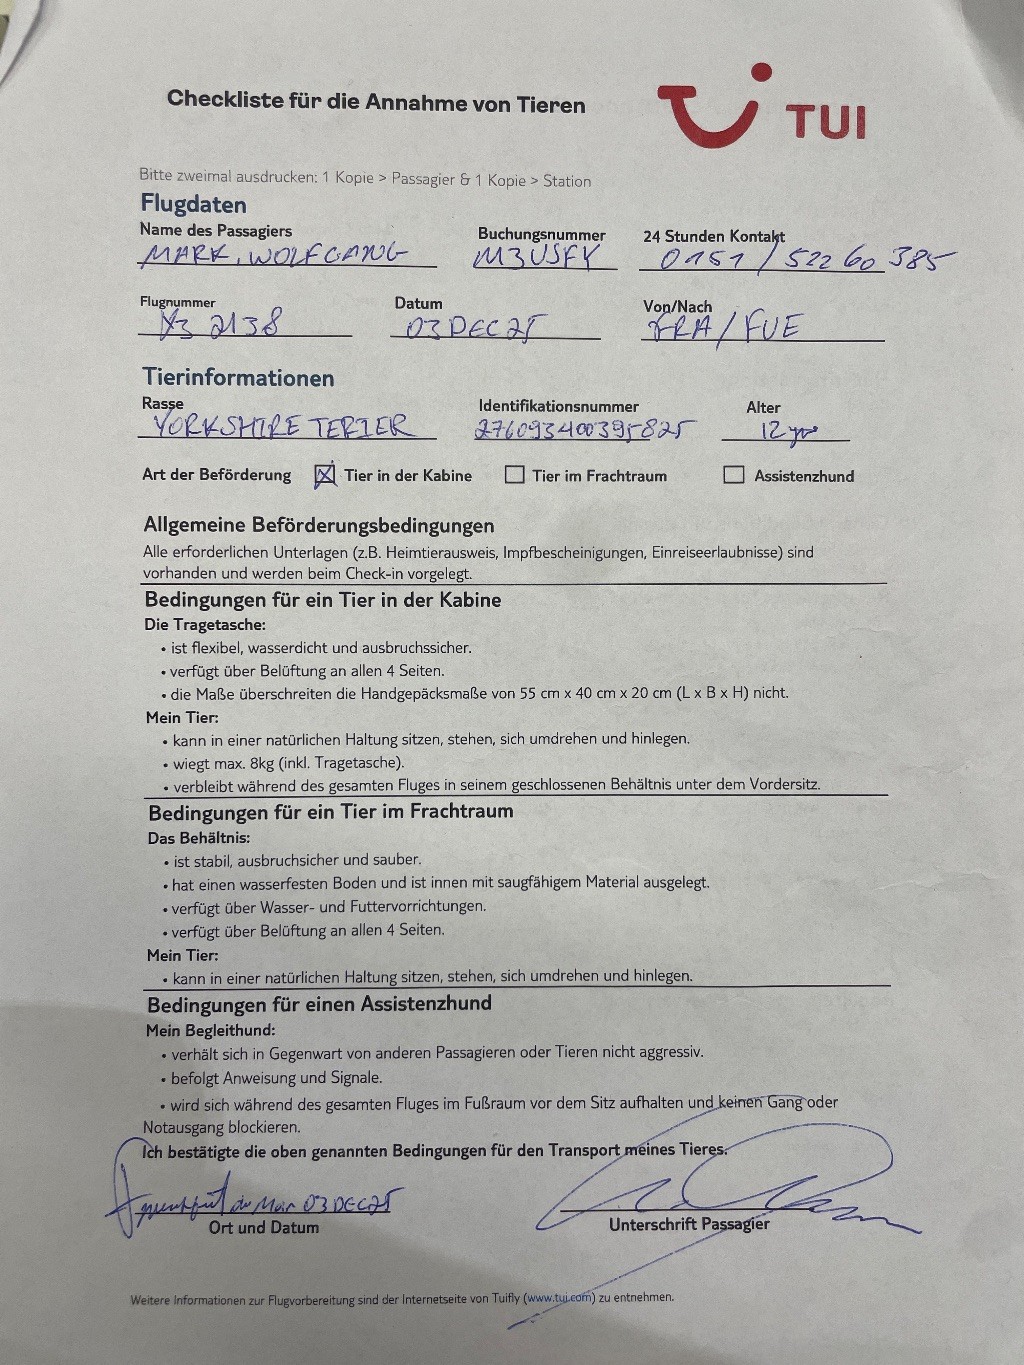 Checkliste für die Annahme von Tieren
TUI
Bitte zweimal ausdrucken: 1 Kopie > Passagier & 1 Kopie > Station
Flugdaten
Name des Passagiers Buchungsnummer 24 Stunden Kontakt
MARK, WOLFGANG M3USFY 0151 / 522 60 385
Flugnummer Datum Von/Nach
X3 2138 03DEC25 FRA / FUE
Tierinformationen
Rasse Identifikationsnummer Alter
YORKSHIRE TERIER 276093400395825 12
Art der Beförderung Tier in der Kabine Tier im Frachtraum Assistenzhund
Allgemeine Beförderungsbedingungen
Alle erforderlichen Unterlagen (z.B. Heimtierausweis, Impfbescheinigungen, Einreiseerlaubnisse) sind
vorhanden und werden beim Check-in vorgelegt.
Bedingungen für ein Tier in der Kabine
Die Tragetasche:
• ist flexibel, wasserdicht und ausbruchssicher.
• verfügt über Belüftung an allen 4 Seiten.
• die Maße überschreiten die Handgepäcksmaße von 55 cm x 40 cm x 20 cm (L x B x H) nicht.
Mein Tier:
• kann in einer natürlichen Haltung sitzen, stehen, sich umdrehen und hinlegen.
• wiegt max. 8kg (inkl. Tragetasche).
• verbleibt während des gesamten Fluges in seinem geschlossenen Behältnis unter dem Vordersitz.
Bedingungen für ein Tier im Frachtraum
Das Behältnis:
• ist stabil, ausbruchsicher und sauber.
• hat einen wasserfesten Boden und ist innen mit saugfähigem Material ausgelegt.
• verfügt über Wasser- und Futtervorrichtungen.
• verfügt über Belüftung an allen 4 Seiten.
Mein Tier:
• kann in einer natürlichen Haltung sitzen, stehen, sich umdrehen und hinlegen.
Bedingungen für einen Assistenzhund
Mein Begleithund:
• verhält sich in Gegenwart von anderen Passagieren oder Tieren nicht aggressiv.
• befolgt Anweisung und Signale.
• wird sich während des gesamten Fluges im Fußraum vor dem Sitz aufhalten und keinen Gang oder
Notausgang blockieren.
Ich bestätigte die oben genannten Bedingungen für den Transport meines Tieres.
03DEC25
Ort und Datum Unterschrift Passagier
Weitere Informationen zur Flugvorbereitung sind der Internetseite von Tuifly (www.tui.com) zu entnehmen.